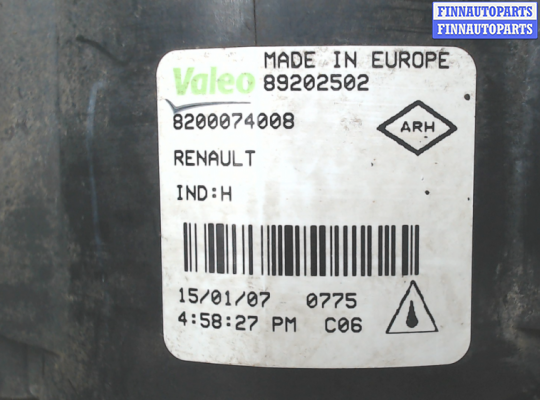 FINNAUTOPARTS
FINNAUTOPARTS
MADE IN EUROPE
Valeo 89202502
8200074008
ARH
RENAULT
IND:H
15/01/07 0775
4:58:27 PM C06